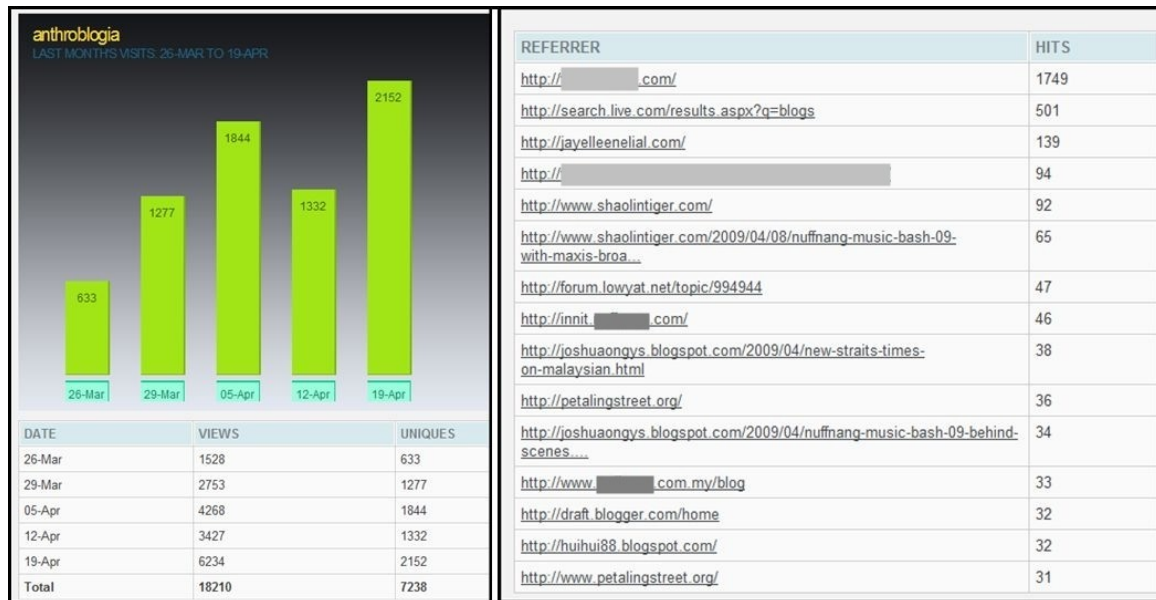 anthroblogia
LAST MONTH'S VISITS: 26-MAR TO 19-APR
633
1277
1844
1332
2152
26-Mar 29-Mar 05-Apr 12-Apr 19-Apr
DATE VIEWS UNIQUES
26-Mar 1528 633
29-Mar 2753 1277
05-Apr 4268 1844
12-Apr 3427 1332
19-Apr 6234 2152
Total 18210 7238
REFERRER HITS
http:// .com/ 1749
http://search.live.com/results.aspx?q=blogs 501
http://jayelleenelial.com/ 139
http:// 94
http://www.shaolintiger.com/ 92
http://www.shaolintiger.com/2009/04/08/nuffnang-music-bash-09- 65
with-maxis-broa...
http://forum.lowyat.net/topic/994944 47
http://innit. .com/ 46
http://joshuaongys.blogspot.com/2009/04/new-straits-times- 38
on-malaysian.html
http://petalingstreet.org/ 36
http://joshuaongys.blogspot.com/2009/04/nuffnang-music-bash-09-behind- 34
scenes....
http://www. .com.my/blog 33
http://draft.blogger.com/home 32
http://huihui88.blogspot.com/ 32
http://www.petalingstreet.org/ 31